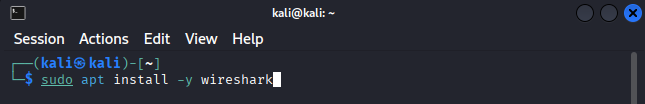 kali@kali: ~
Session Actions Edit View Help
┌──(kali㉿kali)-[~]
└─$ sudo apt install -y wireshark